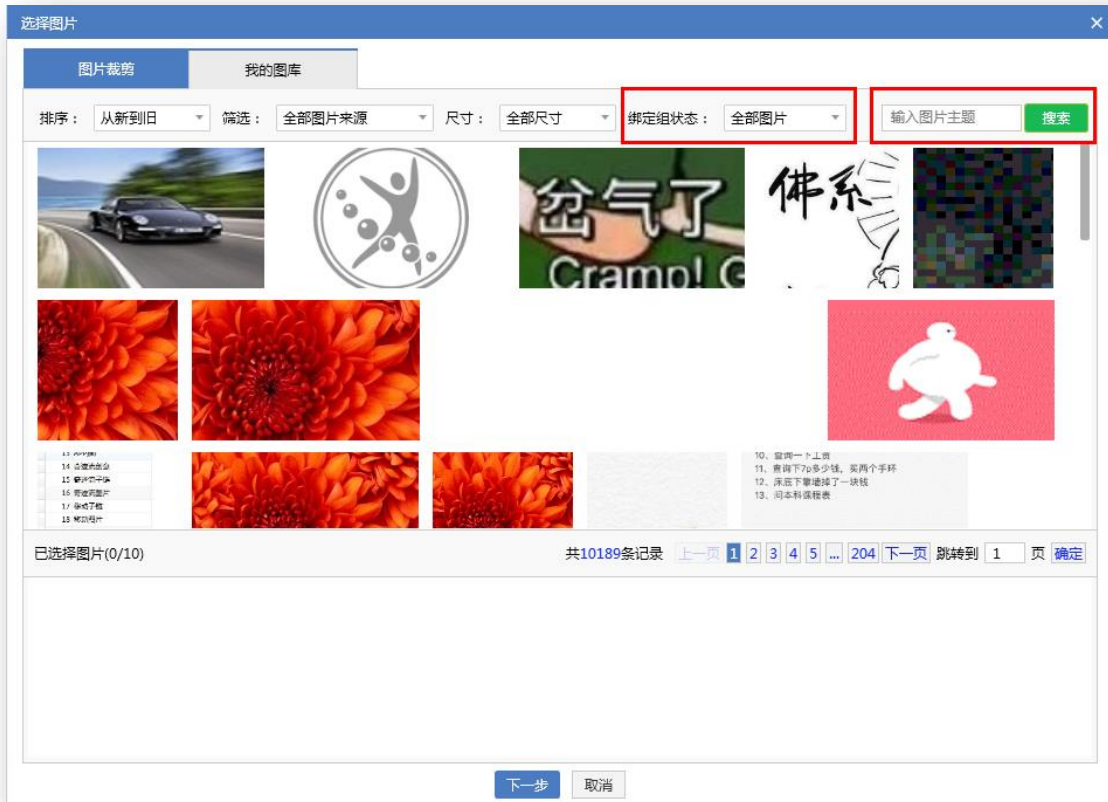 选择图片 ×
图片裁剪 我的图库
排序： 从新到旧 筛选： 全部图片来源 尺寸： 全部尺寸 绑定组状态： 全部图片 输入图片主题 搜索
岔气了
Cramp! G
佛系
10、查询一下工资
11、查询下7p多少钱，买两个手环
12、床底下靠墙掉了一块钱
13、问本科课程表
已选择图片(0/10) 共10189条记录 上一页 1 2 3 4 5 ... 204 下一页 跳转到 1 页 确定
下一步 取消